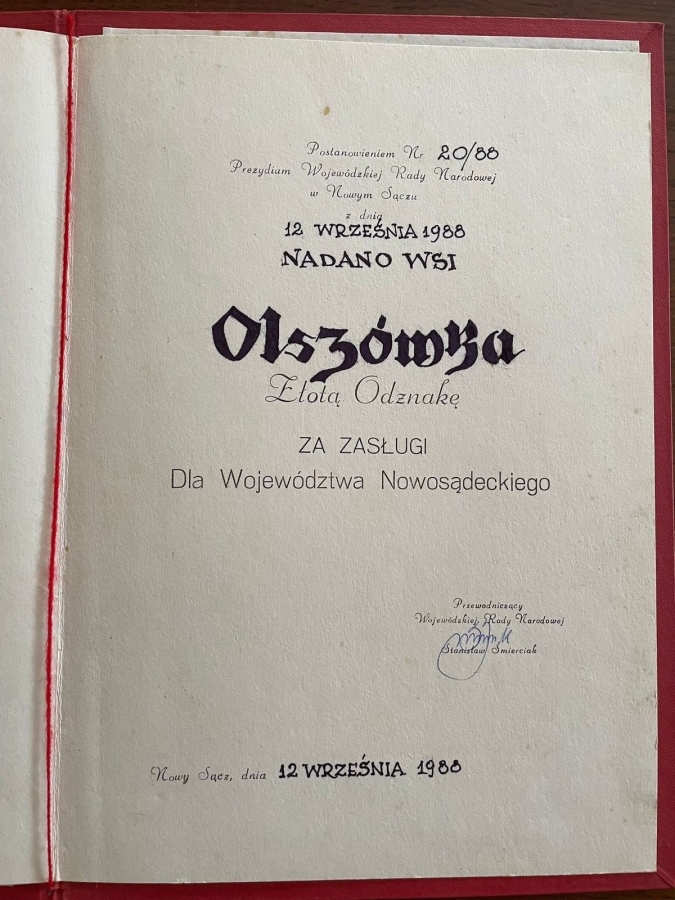 Postanowieniem Nr 20/88
Prezydium Wojewódzkiej Rady Narodowej
w Nowym Sączu
z dnia
12 WRZEŚNIA 1988
NADANO WSI
Olszówka
Złotą Odznakę
ZA ZASŁUGI
Dla Województwa Nowosądeckiego
Przewodniczący
Wojewódzkiej Rady Narodowej
Stanisław Śmierciak
Nowy Sącz, dnia 12 WRZEŚNIA 1988